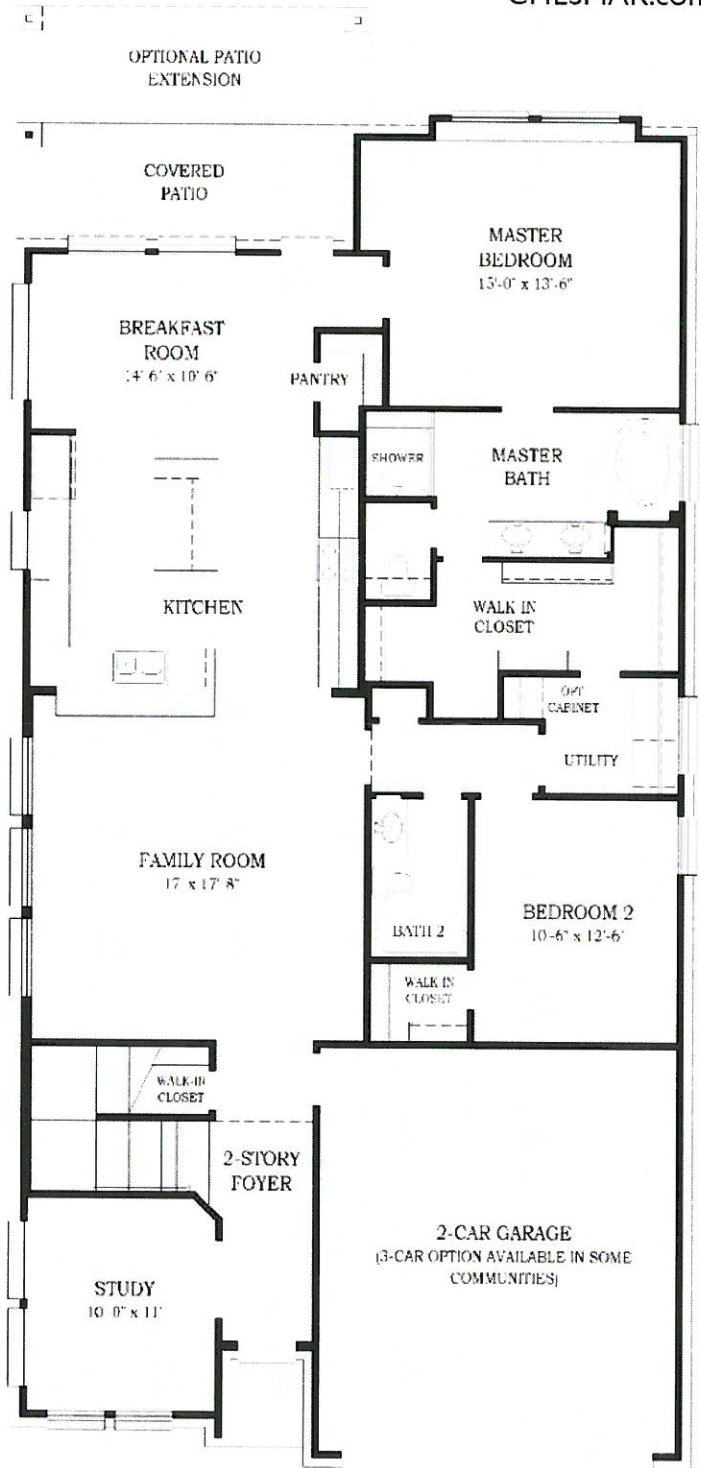 OPTIONAL PATIO
EXTENSION
COVERED
PATIO
MASTER
BEDROOM
15'-0" x 13'-6"
BREAKFAST
ROOM
14'-6" x 10'-6"
PANTRY
SHOWER
MASTER
BATH
KITCHEN
WALK IN
CLOSET
OPT
CABINET
UTILITY
FAMILY ROOM
17' x 17'-8"
BATH 2
BEDROOM 2
10'-6" x 12'-6"
WALK IN
CLOSET
WALK-IN
CLOSET
2-STORY
FOYER
2-CAR GARAGE
(3-CAR OPTION AVAILABLE IN SOME
COMMUNITIES)
STUDY
10'-0" x 11'